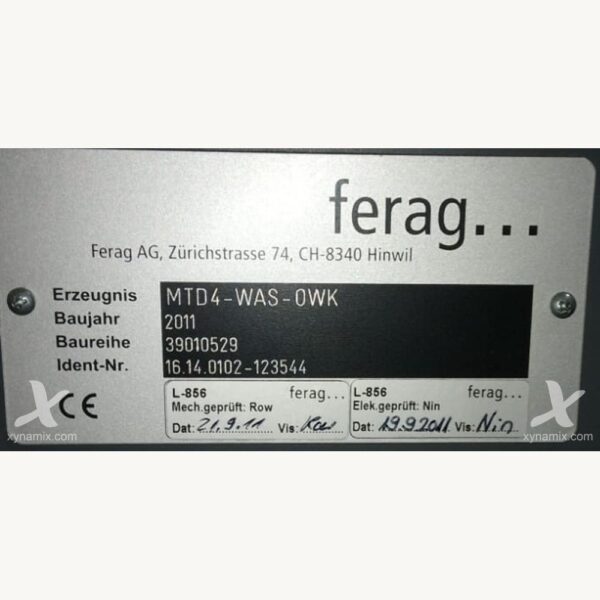 ferag...
Ferag AG, Zürichstrasse 74, CH-8340 Hinwil
Erzeugnis MTD4-WAS-0WK
Baujahr 2011
Baureihe 39010529
Ident-Nr. 16.14.0102-123544
CE
L-856 ferag...
Mech.geprüft: Row
Dat: 21.9.11 Vis:
L-856 ferag...
Elek.geprüft: Nin
Dat: 19.9.2011 Vis: Nin
X
xynamix.com
X
xynamix.com